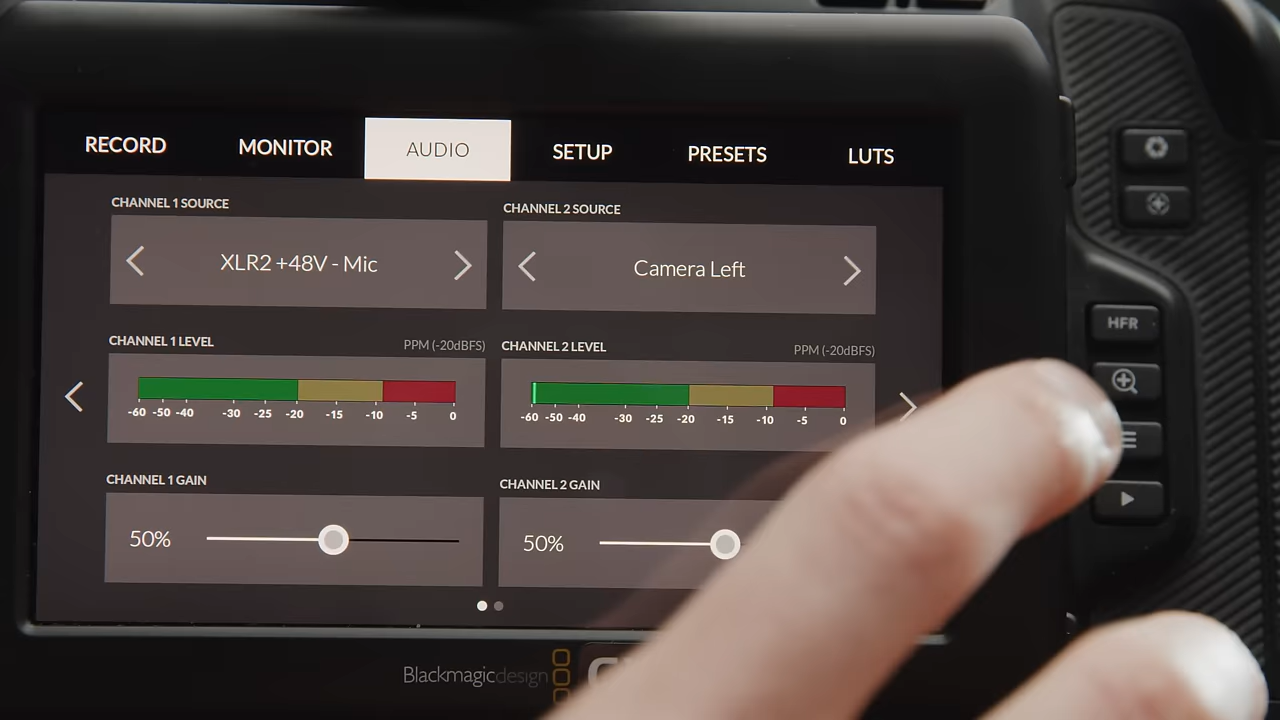 RECORD MONITOR AUDIO SETUP PRESETS LUTS
CHANNEL 1 SOURCE
XLR2 +48V - Mic
CHANNEL 2 SOURCE
Camera Left
CHANNEL 1 LEVEL PPM (-20dBFS)
-60 -50 -40 -30 -25 -20 -15 -10 -5 0
CHANNEL 2 LEVEL PPM (-20dBFS)
-60 -50 -40 -30 -25 -20 -15 -10 -5 0
CHANNEL 1 GAIN
50%
CHANNEL 2 GAIN
50%
HFR
Blackmagicdesign